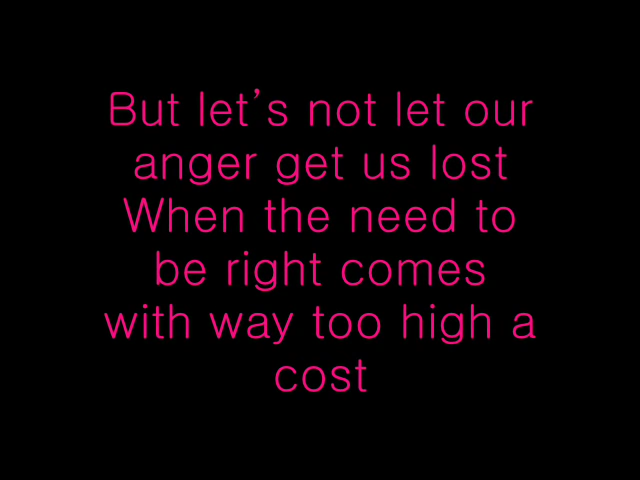 But let’s not let our
anger get us lost
When the need to
be right comes
with way too high a
cost